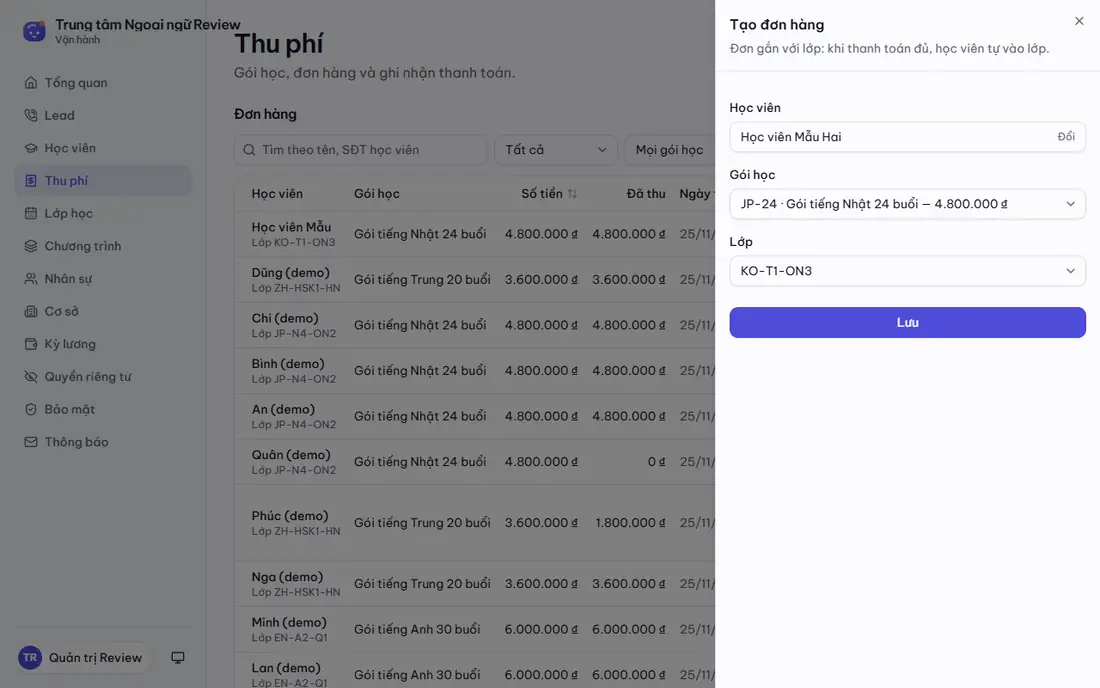 Trung tâm Ngoại ngữ Review
Vận hành
Tổng quan
Lead
Học viên
Thu phí
Lớp học
Chương trình
Nhân sự
Cơ sở
Kỳ lương
Quyền riêng tư
Bảo mật
Thông báo
TR Quản trị Review
Thu phí
Gói học, đơn hàng và ghi nhận thanh toán.
Đơn hàng
Tìm theo tên, SĐT học viên
Tất cả
Mọi gói học
Học viên Gói học Số tiền Đã thu Ngày
Học viên Mẫu
Lớp KO-T1-ON3
Gói tiếng Nhật 24 buổi 4.800.000 ₫ 4.800.000 ₫ 25/11/
Dũng (demo)
Lớp ZH-HSK1-HN
Gói tiếng Trung 20 buổi 3.600.000 ₫ 3.600.000 ₫ 25/11/
Chi (demo)
Lớp JP-N4-ON2
Gói tiếng Nhật 24 buổi 4.800.000 ₫ 4.800.000 ₫ 25/11/
Bình (demo)
Lớp JP-N4-ON2
Gói tiếng Nhật 24 buổi 4.800.000 ₫ 4.800.000 ₫ 25/11/
An (demo)
Lớp JP-N4-ON2
Gói tiếng Nhật 24 buổi 4.800.000 ₫ 4.800.000 ₫ 25/11/
Quân (demo)
Lớp JP-N4-ON2
Gói tiếng Nhật 24 buổi 4.800.000 ₫ 0 ₫ 25/11/
Phúc (demo)
Lớp ZH-HSK1-HN
Gói tiếng Trung 20 buổi 3.600.000 ₫ 1.800.000 ₫ 25/11/
Nga (demo)
Lớp ZH-HSK1-HN
Gói tiếng Trung 20 buổi 3.600.000 ₫ 3.600.000 ₫ 25/11/
Minh (demo)
Lớp EN-A2-Q1
Gói tiếng Anh 30 buổi 6.000.000 ₫ 6.000.000 ₫ 25/11/
Lan (demo)
Lớp EN-A2-Q1
Gói tiếng Anh 30 buổi 6.000.000 ₫ 6.000.000 ₫ 25/11/
Tạo đơn hàng
Đơn gắn với lớp: khi thanh toán đủ, học viên tự vào lớp.
Học viên
Học viên Mẫu Hai Đổi
Gói học
JP-24 · Gói tiếng Nhật 24 buổi — 4.800.000 ₫
Lớp
KO-T1-ON3
Lưu